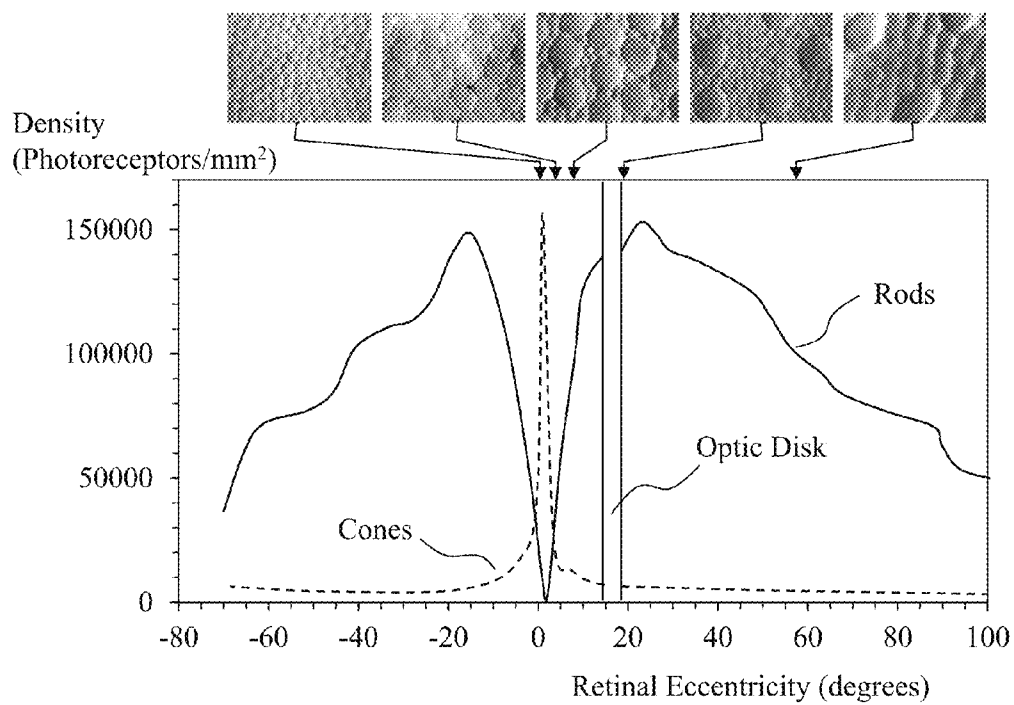 Density
(Photoreceptors/mm²)
150000
100000
50000
0
Rods
Optic Disk
Cones
-80 -60 -40 -20 0 20 40 60 80 100
Retinal Eccentricity (degrees)